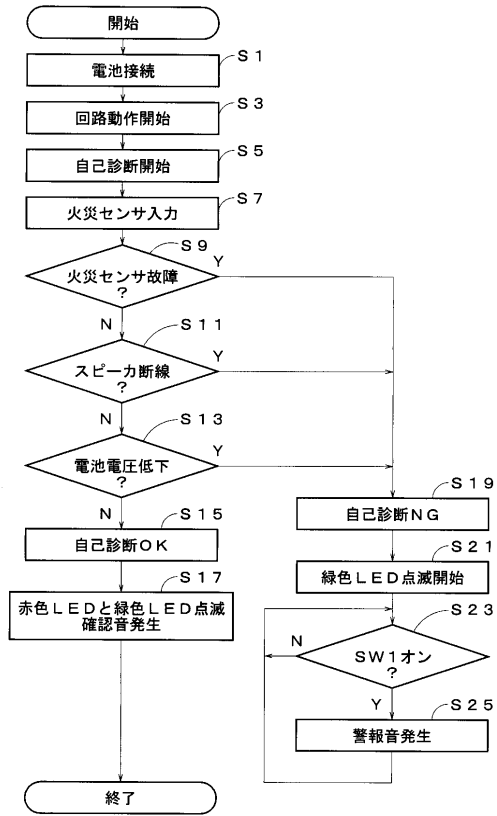 開始
電池接続
S1
回路動作開始
S3
自己診断開始
S5
火災センサ入力
S7
火災センサ故障
?
S9
Y
N
スピーカ断線
?
S11
Y
N
電池電圧低下
?
S13
Y
N
自己診断OK
S15
赤色LEDと緑色LED点滅
確認音発生
S17
終了
自己診断NG
S19
緑色LED点滅開始
S21
SW1オン
?
S23
N
Y
警報音発生
S25